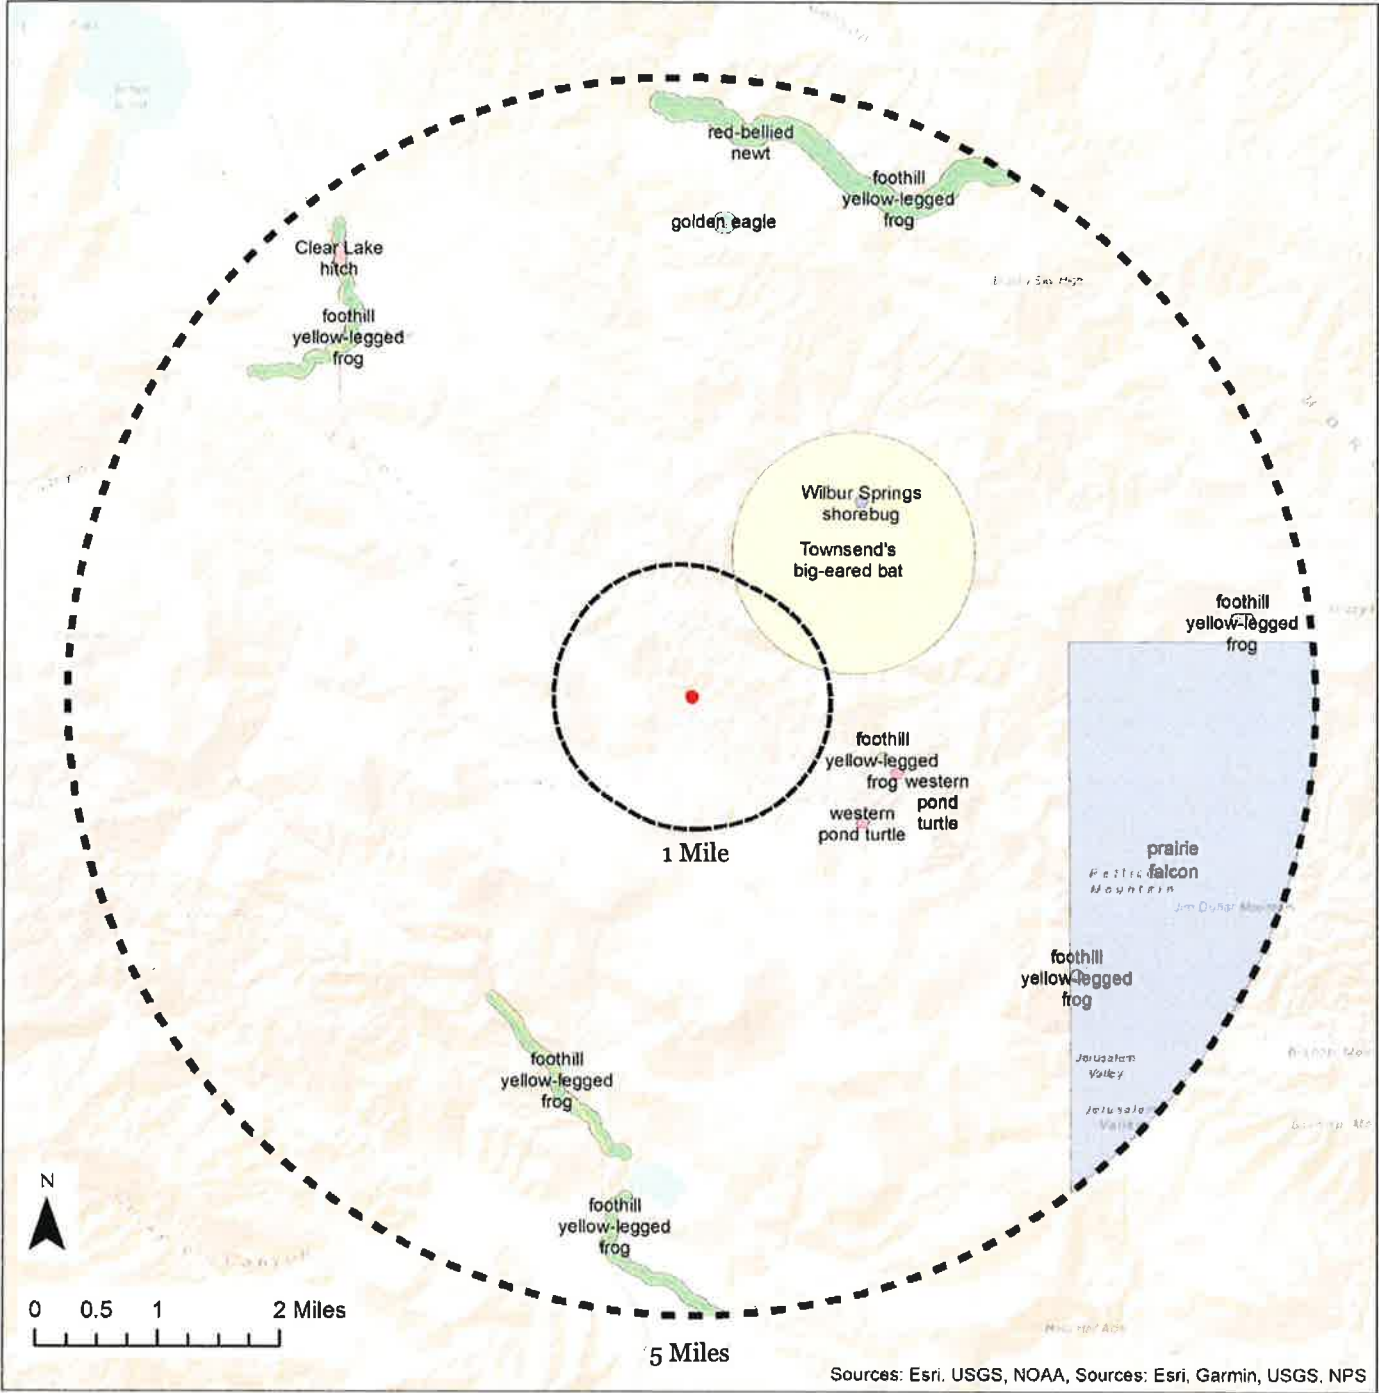 red-bellied
newt
foothill
yellow-legged
frog
golden eagle
Clear Lake
hitch
foothill
yellow-legged
frog
Wilbur Springs
shorebug
Townsend's
big-eared bat
foothill
yellow-legged
frog
foothill
yellow-legged
frog
western
pond
turtle
western
pond turtle
1 Mile
prairie
falcon
Mountain
foothill
yellow-legged
frog
Jerusalem
Valley
foothill
yellow-legged
frog
foothill
yellow-legged
frog
N
0 0.5 1 2 Miles
5 Miles
Sources: Esri, USGS, NOAA, Sources: Esri, Garmin, USGS, NPS